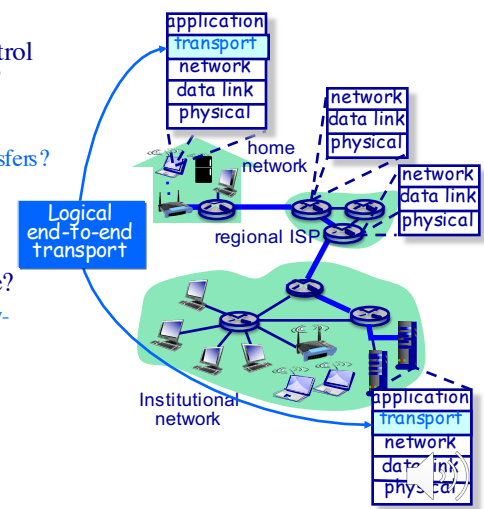 application
transport
network
data link
physical
trol
sfers?
e?
-
home
network
network
data link
physical
network
data link
physical
regional ISP
Logical
end-to-end
transport
Institutional
network
application
transport
network
data link
physical